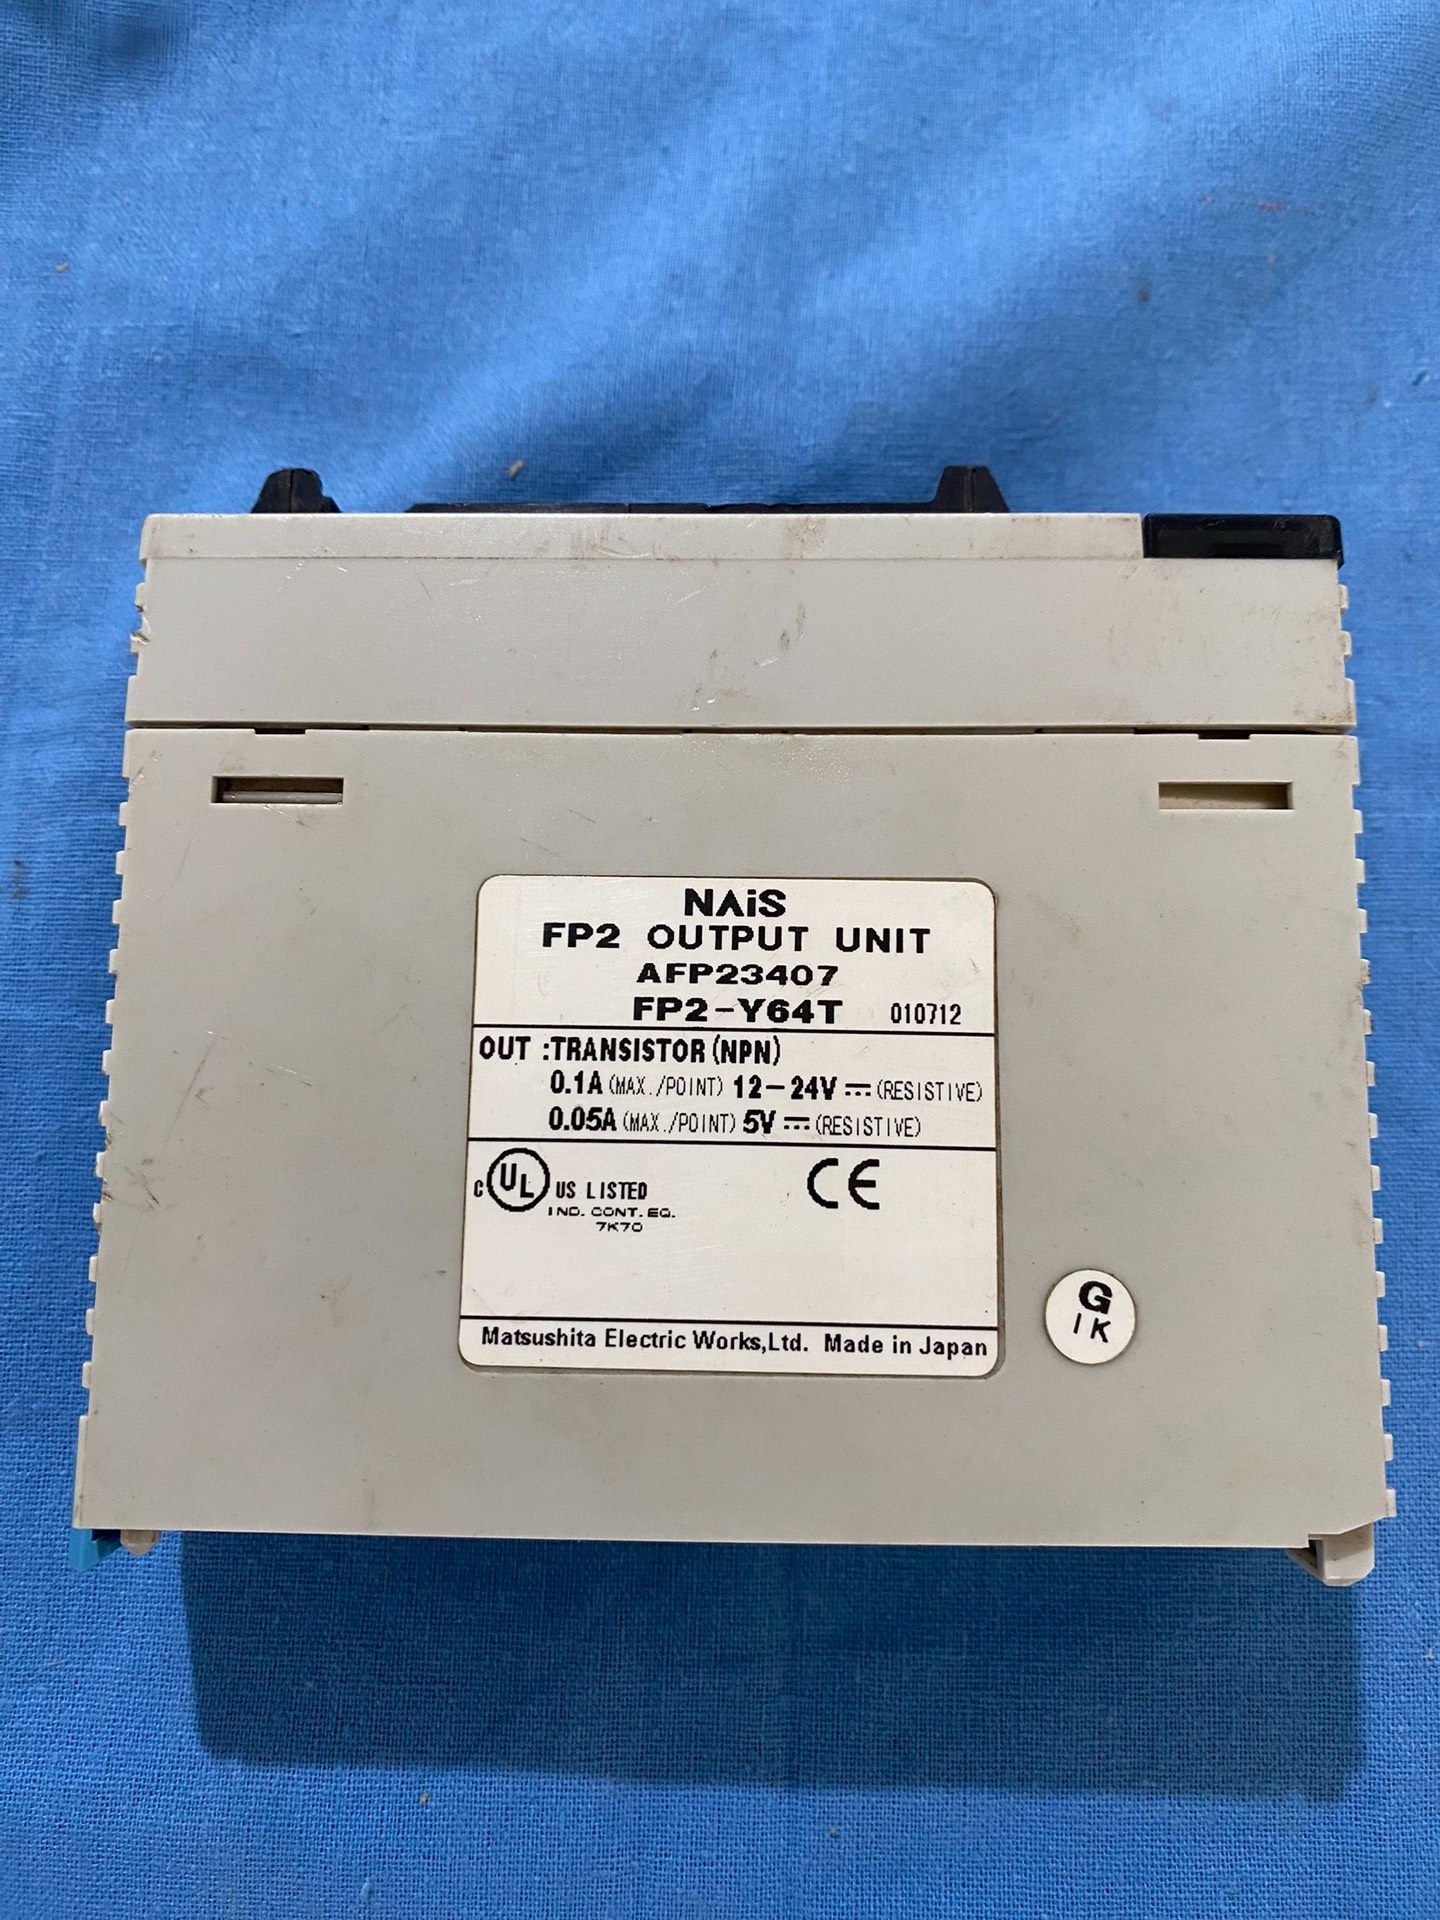 NAiS
FP2 OUTPUT UNIT
AFP23407
FP2-Y64T 010712
OUT :TRANSISTOR(NPN)
0.1A (MAX./POINT) 12-24V ⎓ (RESISTIVE)
0.05A (MAX./POINT) 5V ⎓ (RESISTIVE)
C UL US LISTED CE
IND. CONT. EQ.
7K70
G
IK
Matsushita Electric Works,Ltd. Made in Japan